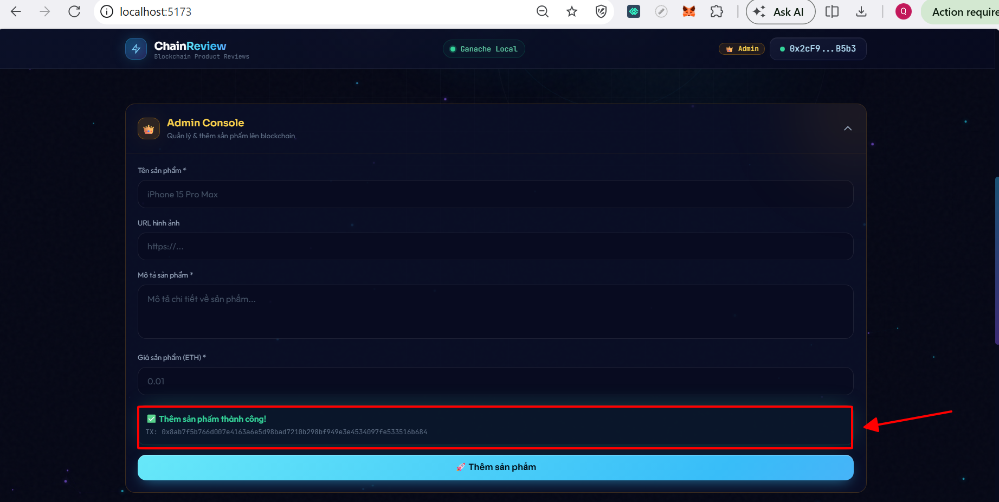 localhost:5173
Ask AI
Q
Action require
ChainReview
Blockchain Product Reviews
Ganache Local
Admin
0x2cF9...B5b3
Admin Console
Quản lý & thêm sản phẩm lên blockchain
Tên sản phẩm *
iPhone 15 Pro Max
URL hình ảnh
https://...
Mô tả sản phẩm *
Mô tả chi tiết về sản phẩm...
Giá sản phẩm (ETH) *
0.01
Thêm sản phẩm thành công!
TX: 0x8ab7f5b766d007e4163a6e5d98bad7210b298bf949e3e4534097fe533516b684
Thêm sản phẩm